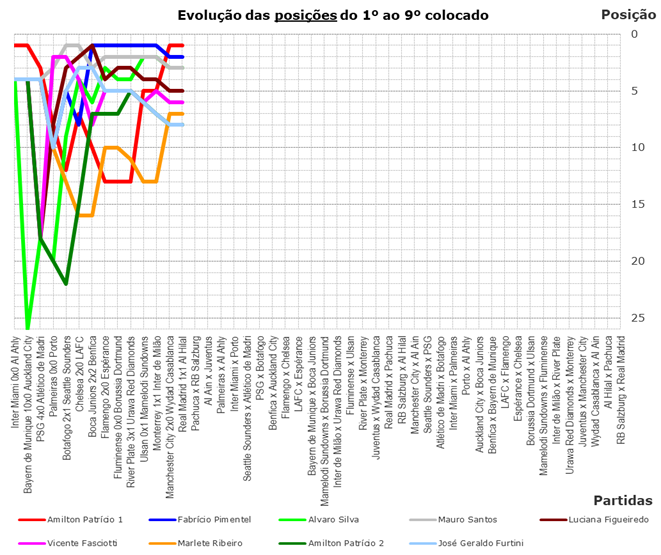 Evolução das posições do 1º ao 9º colocado
Posição
0
5
10
15
20
25
Inter Miami 0x0 Al Ahly
Bayern de Munique 10x0 Auckland City
PSG 4x0 Atlético de Madri
Palmeiras 0x0 Porto
Botafogo 2x1 Seattle Sounders
Chelsea 2x0 LAFC
Boca Juniors 2x2 Benfica
Flamengo 2x0 Espérance
Fluminense 0x0 Borussia Dortmund
River Plate 3x1 Urawa Red Diamonds
Ulsan 0x1 Mamelodi Sundowns
Monterrey 1x1 Inter de Milão
Manchester City 2x0 Wydad Casablanca
Real Madrid 1x1 Al Hilal
Pachuca x RB Salzburg
Al Ain x Juventus
Palmeiras x Al Ahly
Inter Miami x Porto
Seattle Sounders x Atlético de Madri
PSG x Botafogo
Benfica x Auckland City
Flamengo x Chelsea
LAFC x Espérance
Bayern de Munique x Boca Juniors
Mamelodi Sundowns x Borussia Dortmund
Inter de Milão x Urawa Red Diamonds
Fluminense x Ulsan
River Plate x Monterrey
Juventus x Wydad Casablanca
Real Madrid x Pachuca
RB Salzburg x Al Hilal
Manchester City x Al Ain
Seattle Sounders x PSG
Atlético de Madri x Botafogo
Inter Miami x Palmeiras
Porto x Al Ahly
Auckland City x Boca Juniors
Benfica x Bayern de Munique
LAFC x Flamengo
Espérance x Chelsea
Borussia Dortmund x Ulsan
Mamelodi Sundowns x Fluminense
Inter de Milão x River Plate
Urawa Red Diamonds x Monterrey
Juventus x Manchester City
Wydad Casablanca x Al Ain
Al Hilal x Pachuca
RB Salzburg x Real Madrid
Partidas
Amilton Patrício 1
Fabrício Pimentel
Alvaro Silva
Mauro Santos
Luciana Figueiredo
Vicente Fasciotti
Marlete Ribeiro
Amilton Patrício 2
José Geraldo Furtini